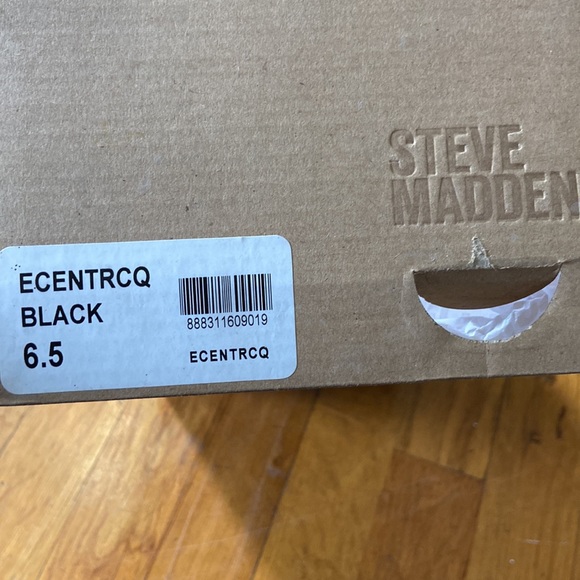 STEVE
MADDEN
ECENTRCQ
BLACK
6.5
888311609019
ECENTRCQ